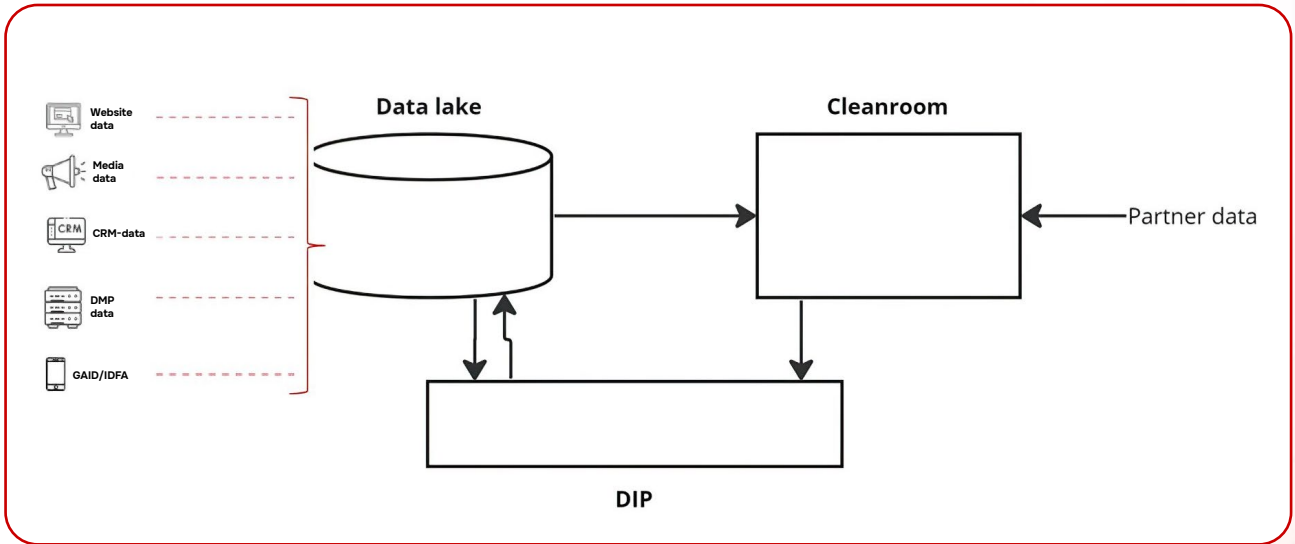 Data lake
Cleanroom
Website
data
Media
data
CRM
CRM-data
Partner data
DMP
data
GAID/IDFA
DIP